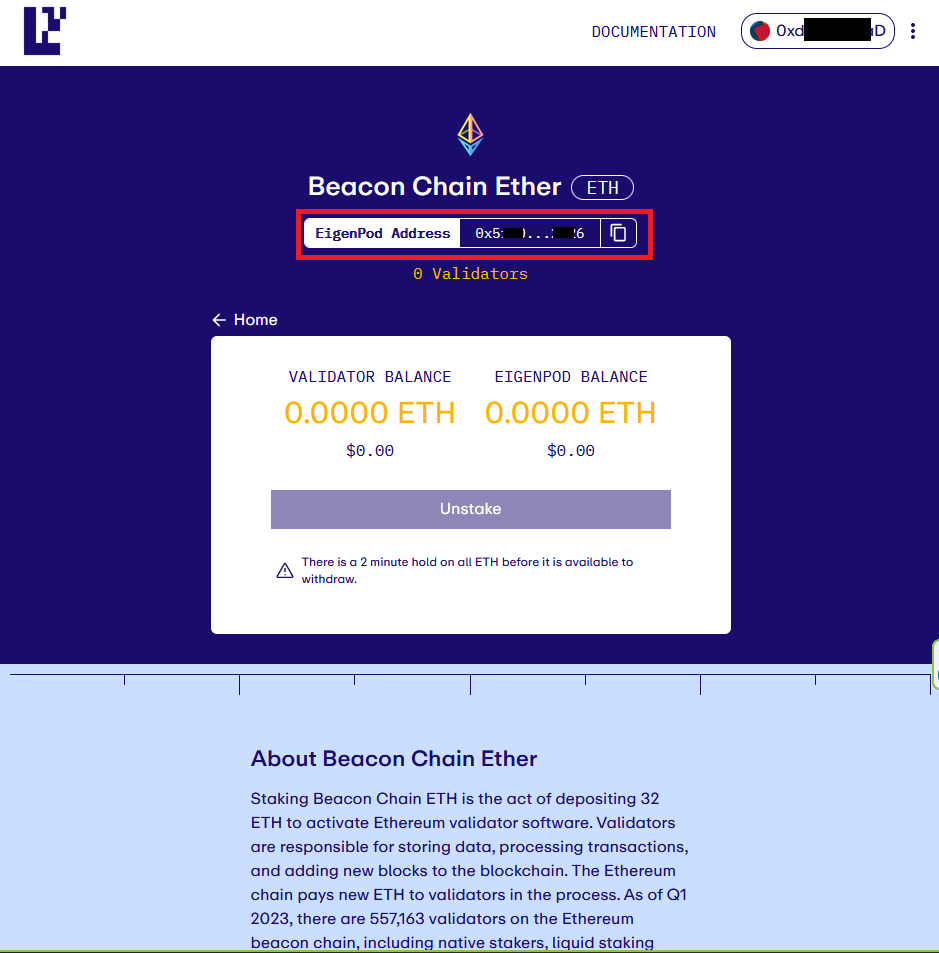 DOCUMENTATION
0xd aD
Beacon Chain Ether ETH
EigenPod Address 0x5 ... 6
0 Validators
← Home
VALIDATOR BALANCE EIGENPOD BALANCE
0.0000 ETH 0.0000 ETH
$0.00 $0.00
Unstake
There is a 2 minute hold on all ETH before it is available to
withdraw.
About Beacon Chain Ether
Staking Beacon Chain ETH is the act of depositing 32
ETH to activate Ethereum validator software. Validators
are responsible for storing data, processing transactions,
and adding new blocks to the blockchain. The Ethereum
chain pays new ETH to validators in the process. As of Q1
2023, there are 557,163 validators on the Ethereum
beacon chain, including native stakers, liquid staking